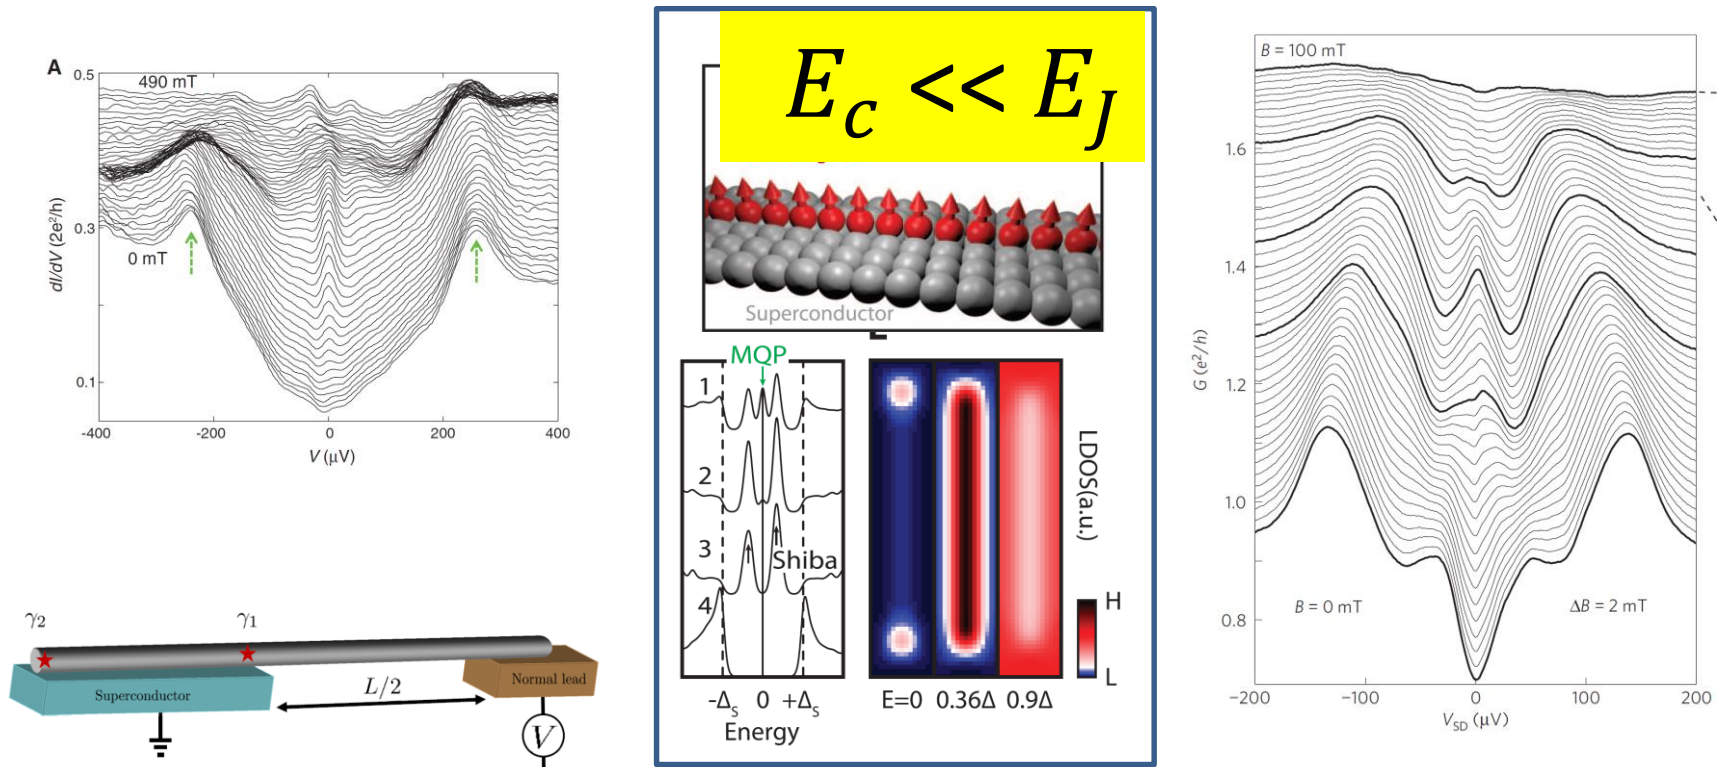 A
490 mT
0 mT
0.5
0.3
0.1
dI/dV (2e²/h)
-400
-200
0
200
400
V (μV)
γ₂
γ₁
Superconductor
L/2
Normal lead
V
E_c << E_J
Superconductor
MQP
1
2
3
Shiba
4
-Δ_S 0 +Δ_S
Energy
E=0 0.36Δ 0.9Δ
LDOS(a.u.)
H
L
B = 100 mT
1.6
1.4
1.2
1.0
0.8
G (e²/h)
B = 0 mT
ΔB = 2 mT
−200
−100
0
100
200
V_SD (μV)